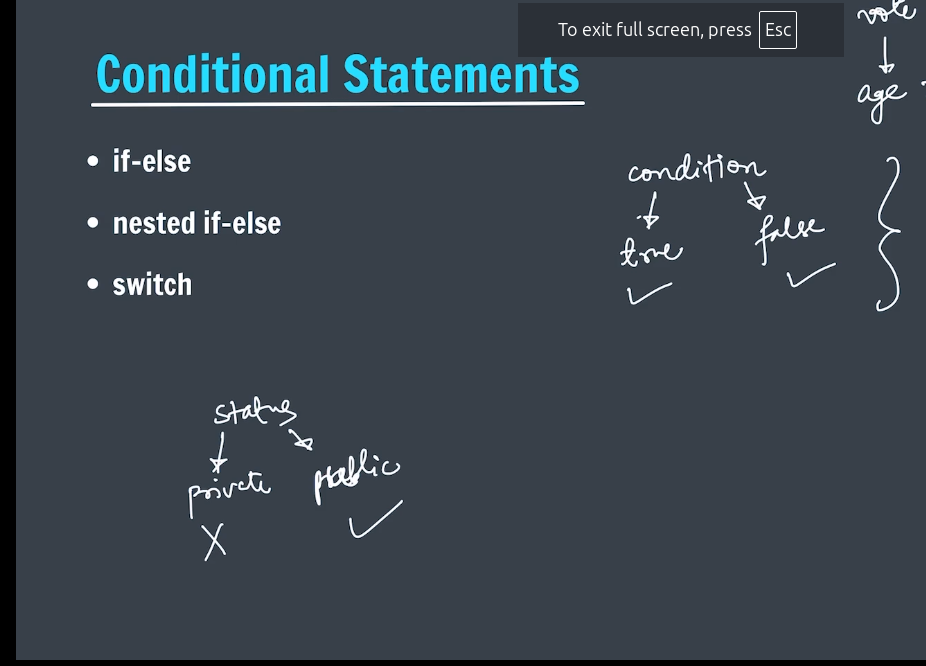 To exit full screen, press Esc
vote
age
Conditional Statements
• if-else
• nested if-else
• switch
condition
true
false
status
private
public